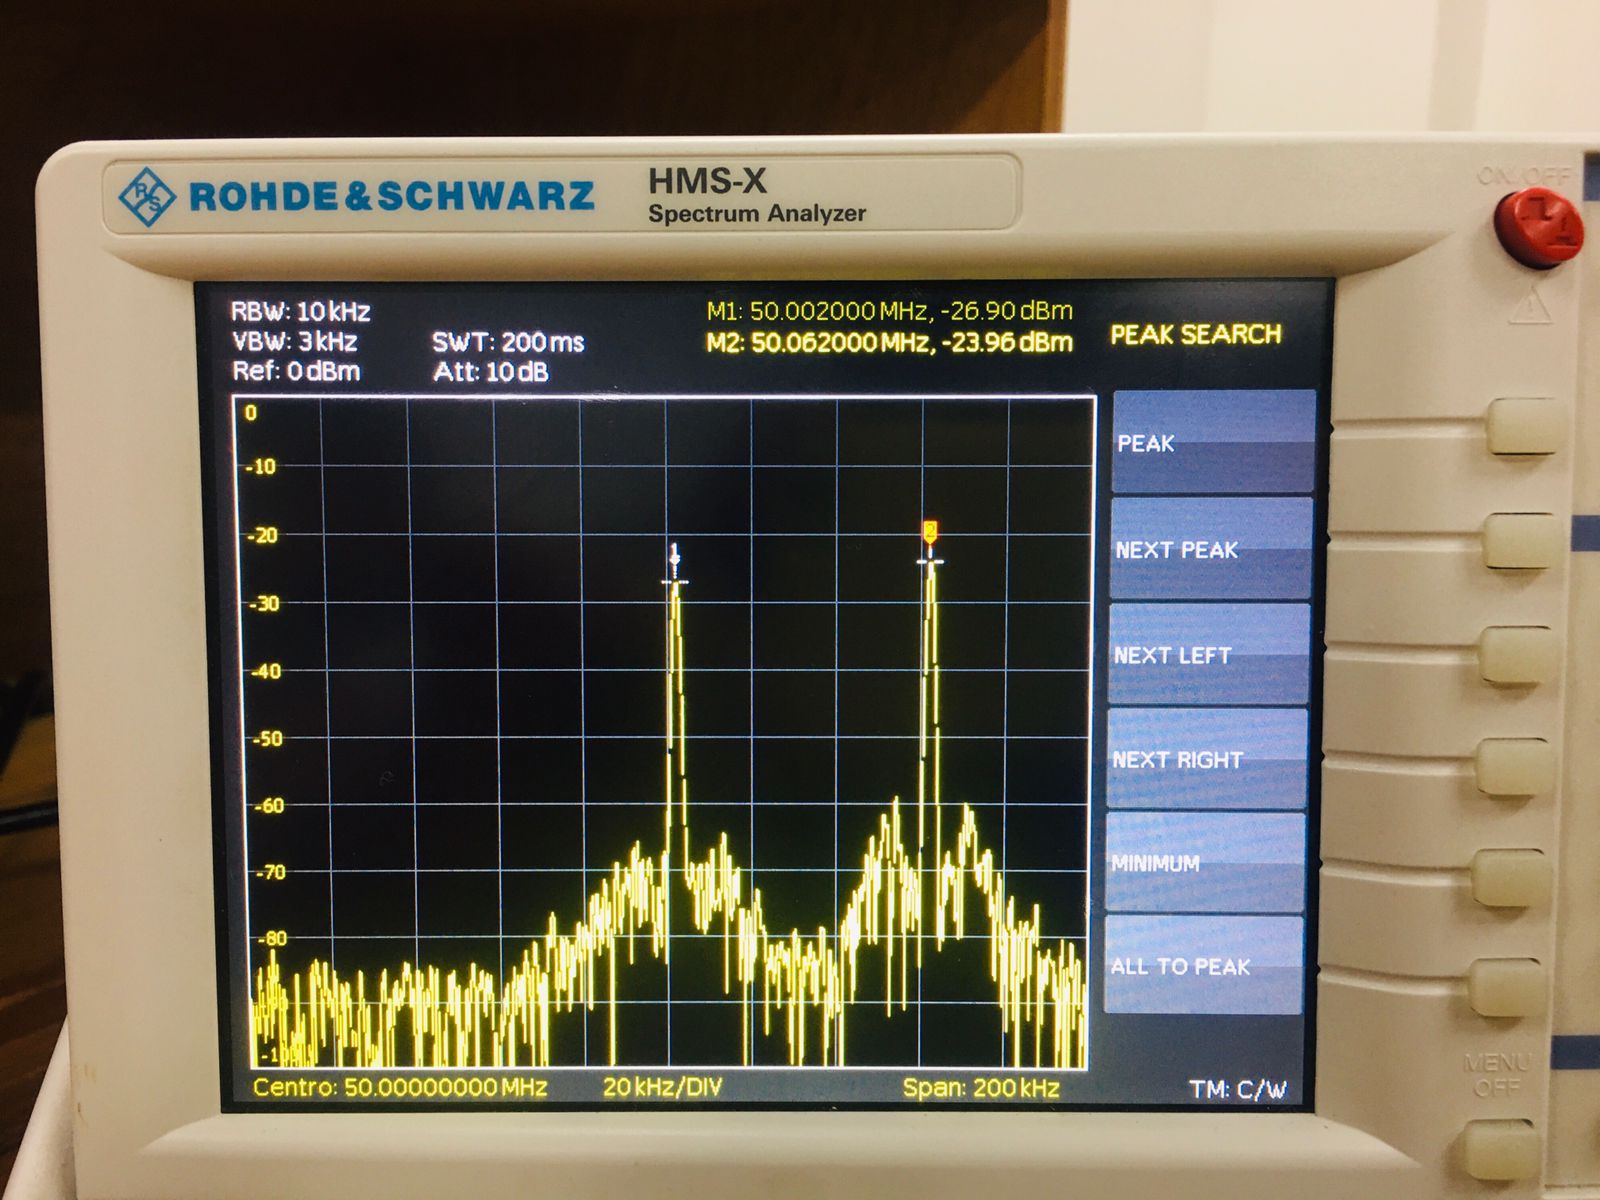 ROHDE&SCHWARZ
HMS-X
Spectrum Analyzer
ON/OFF
RBW: 10 kHz
VBW: 3 kHz
SWT: 200 ms
Ref: 0 dBm
Att: 10 dB
M1: 50.002000 MHz, -26.90 dBm
M2: 50.062000 MHz, -23.96 dBm
PEAK SEARCH
0
-10
-20
-30
-40
-50
-60
-70
-80
1
2
PEAK
NEXT PEAK
NEXT LEFT
NEXT RIGHT
MINIMUM
ALL TO PEAK
Centro: 50.00000000 MHz
20 kHz/DIV
Span: 200 kHz
TM: C/W
MENU
OFF